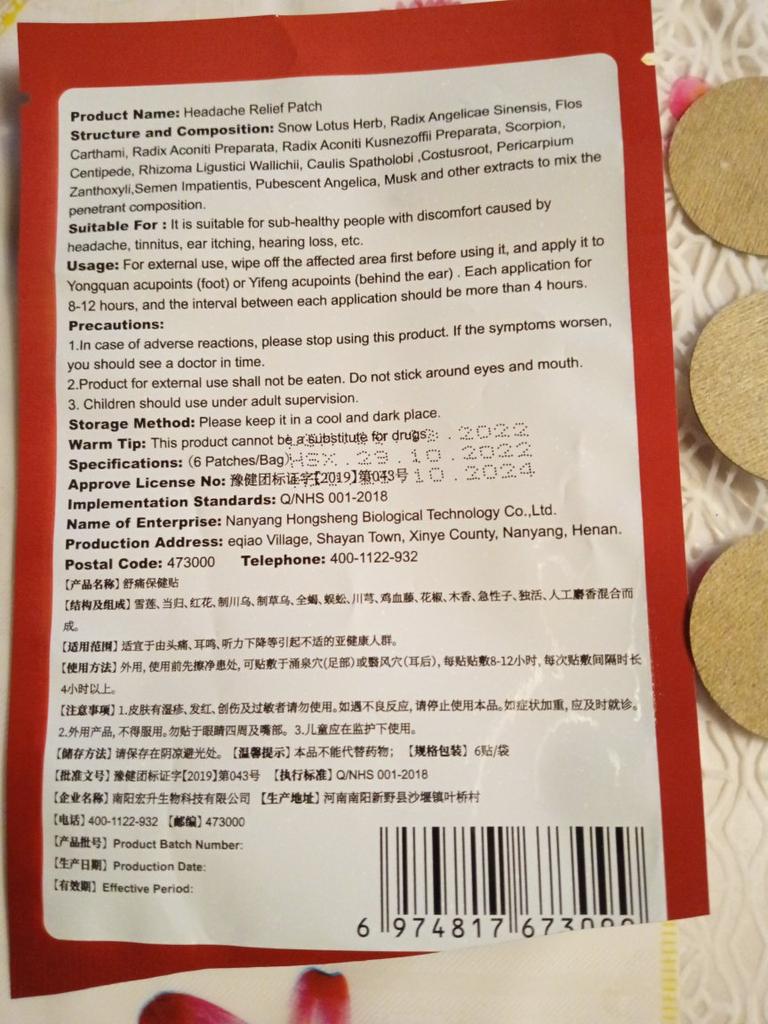 Product Name: Headache Relief Patch
Structure and Composition: Snow Lotus Herb, Radix Angelicae Sinensis, Flos
Carthami, Radix Aconiti Preparata, Radix Aconiti Kusnezoffii Preparata, Scorpion,
Centipede, Rhizoma Ligustici Wallichii, Caulis Spatholobi ,Costusroot, Pericarpium
Zanthoxyli,Semen Impatientis, Pubescent Angelica, Musk and other extracts to mix the
penetrant composition.
Suitable For : It is suitable for sub-healthy people with discomfort caused by
headache, tinnitus, ear itching, hearing loss, etc.
Usage: For external use, wipe off the affected area first before using it, and apply it to
Yongquan acupoints (foot) or Yifeng acupoints (behind the ear) . Each application for
8-12 hours, and the interval between each application should be more than 4 hours.
Precautions:
1.In case of adverse reactions, please stop using this product. If the symptoms worsen,
you should see a doctor in time.
2.Product for external use shall not be eaten. Do not stick around eyes and mouth.
3. Children should use under adult supervision.
Storage Method: Please keep it in a cool and dark place.
Warm Tip: This product cannot be a substitute for drugs. . 2022
Specifications: (6 Patches/Bag) HSX . 29 . 10 . 2022
Approve License No: 豫健团标证字【2019】第043号 10 . 2024
Implementation Standards: Q/NHS 001-2018
Name of Enterprise: Nanyang Hongsheng Biological Technology Co.,Ltd.
Production Address: eqiao Village, Shayan Town, Xinye County, Nanyang, Henan.
Postal Code: 473000 Telephone: 400-1122-932
【产品名称】舒痛保健贴
【结构及组成】雪莲、当归、红花、制川乌、制草乌、全蝎、蜈蚣、川芎、鸡血藤、花椒、木香、急性子、独活、人工麝香混合而
成。
【适用范围】适宜于由头痛、耳鸣、听力下降等引起不适的亚健康人群。
【使用方法】外用，使用前先擦净患处，可贴敷于涌泉穴(足部)或翳风穴(耳后)，每贴贴敷8-12小时，每次贴敷间隔时长
4小时以上。
【注意事项】1.皮肤有湿疹、发红、创伤及过敏者请勿使用。如遇不良反应，请停止使用本品。如症状加重，应及时就诊。
2.外用产品，不得服用。勿贴于眼睛四周及嘴部。3.儿童应在监护下使用。
【储存方法】请保存在阴凉避光处。【温馨提示】本品不能代替药物；【规格包装】6贴/袋
【批准文号】豫健团标证字【2019】第043号 【执行标准】Q/NHS 001-2018
【企业名称】南阳宏升生物科技有限公司 【生产地址】河南南阳新野县沙堰镇叶桥村
【电话】400-1122-932 【邮编】473000
【产品批号】Product Batch Number:
【生产日期】Production Date:
【有效期】Effective Period:
6 974817 673090